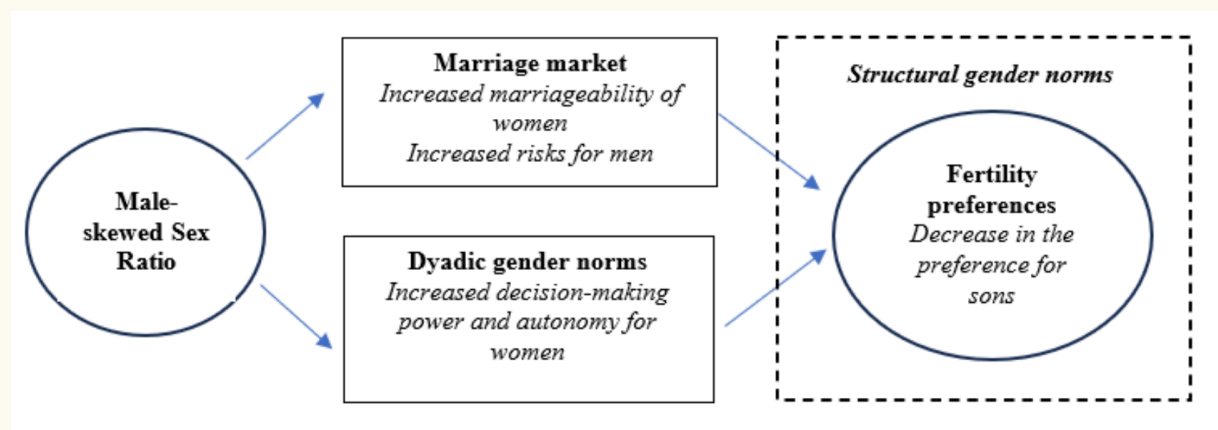 Male-
skewed Sex
Ratio
Marriage market
Increased marriageability of
women
Increased risks for men
Dyadic gender norms
Increased decision-making
power and autonomy for
women
Structural gender norms
Fertility
preferences
Decrease in the
preference for
sons